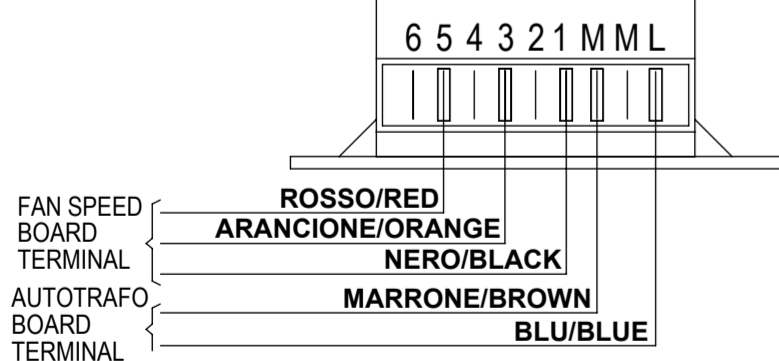 6 5 4 3 2 1 M M L
ROSSO/RED
FAN SPEED
BOARD
TERMINAL
ARANCIONE/ORANGE
NERO/BLACK
AUTOTRAFO
BOARD
TERMINAL
MARRONE/BROWN
BLU/BLUE